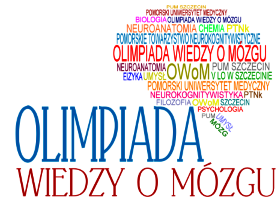 PUM SZCZECIN
POMORSKI UNIWERSYTET MEDYCZNY
BIOLOGIA OLIMPIADA WIEDZY O MÓZGU
NEUROANATOMIA CHEMIA PTNk
POMORSKIE TOWARZYSTWO NEUROKOGNITYWISTYCZNE
OLIMPIADA WIEDZY O MÓZGU
NEUROANATOMIA OWoM PUM SZCZECIN
FIZYKA UMYSŁ V LO W SZCZECINIE
POMORSKI UNIWERSYTET MEDYCZNY
NEUROKOGNITYWISTYKA PTNk
FILOZOFIA OWoM SZCZECIN
PSYCHOLOGIA
PUM UMYSŁ
MÓZG
OLIMPIADA
WIEDZY O MÓZGU